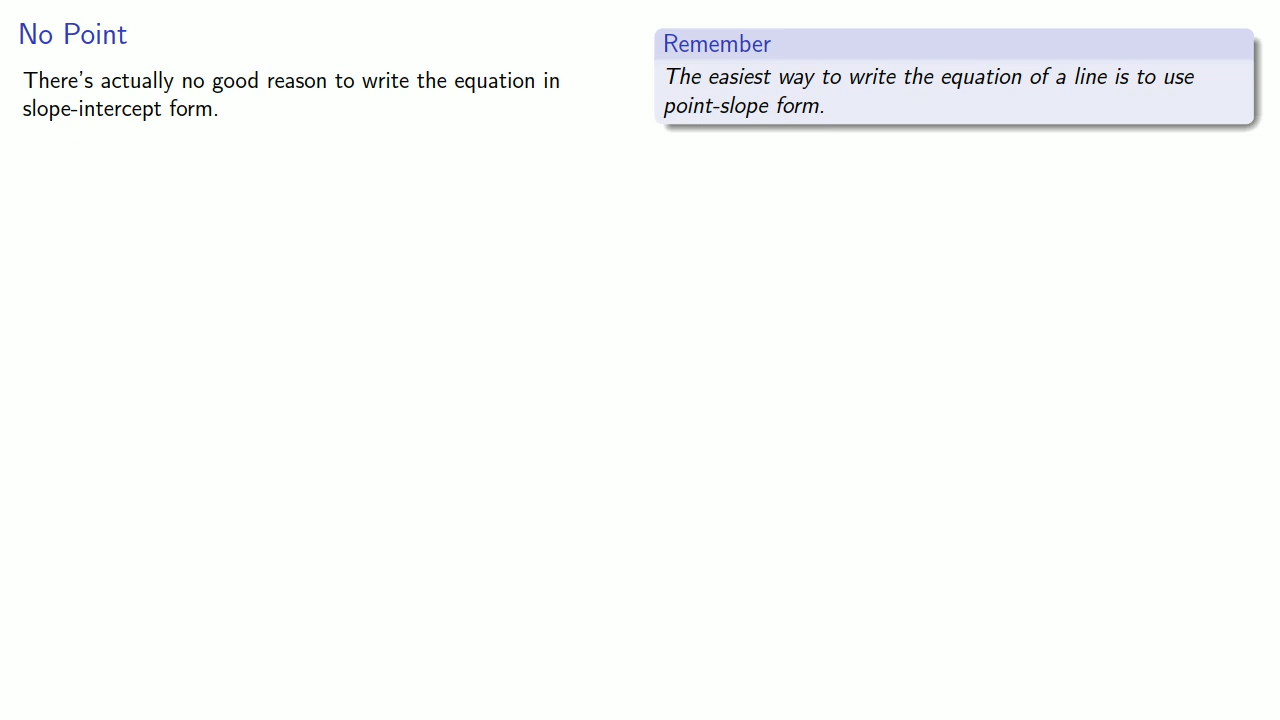 No Point
There's actually no good reason to write the equation in
slope-intercept form.
Remember
The easiest way to write the equation of a line is to use
point-slope form.